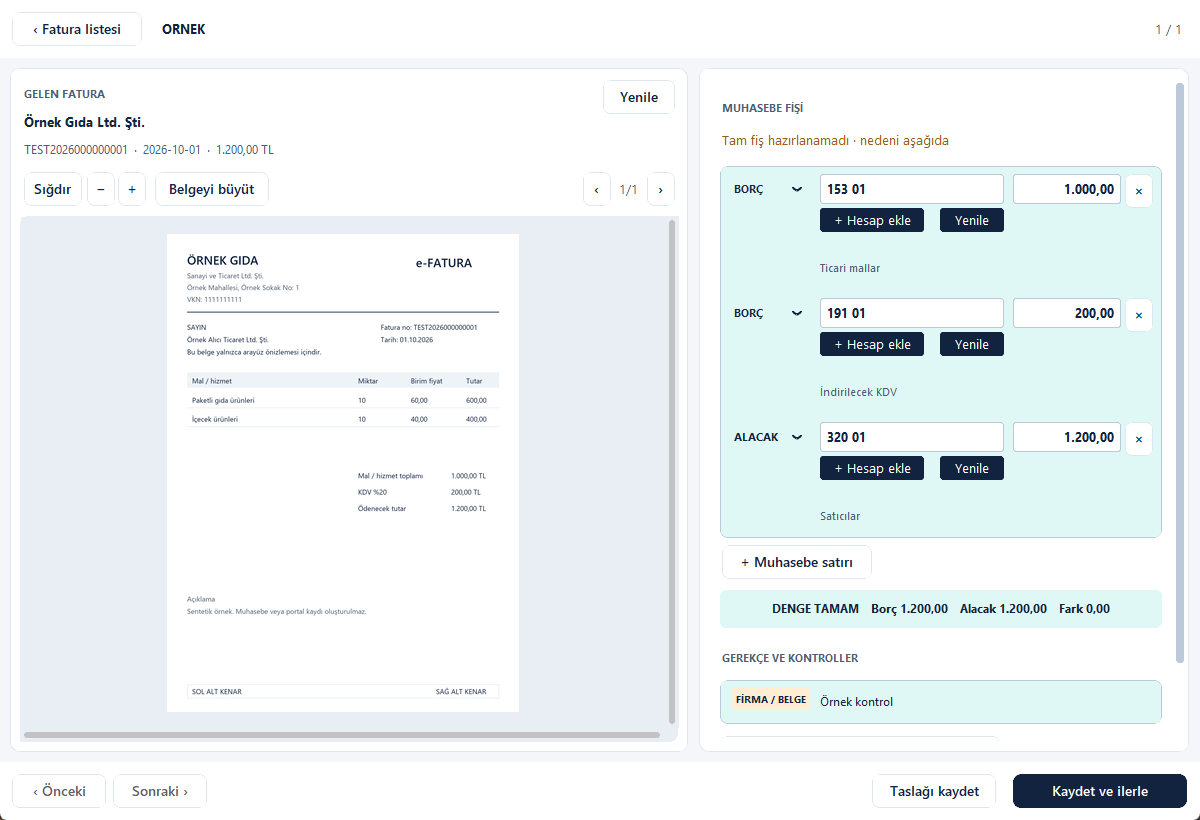 ‹ Fatura listesi
ORNEK
1 / 1
GELEN FATURA
Yenile
Örnek Gıda Ltd. Şti.
TEST2026000000001 · 2026-10-01 · 1.200,00 TL
Sığdır
−
+
Belgeyi büyüt
‹
1/1
›
ÖRNEK GIDA
e-FATURA
Sanayi ve Ticaret Ltd. Şti.
Örnek Mahallesi, Örnek Sokak No: 1
VKN: 1111111111
SAYIN
Fatura no: TEST2026000000001
Örnek Alıcı Ticaret Ltd. Şti.
Tarih: 01.10.2026
Bu belge yalnızca arayüz önizlemesi içindir.
Mal / hizmet Miktar Birim fiyat Tutar
Paketli gıda ürünleri 10 60,00 600,00
İçecek ürünleri 10 40,00 400,00
Mal / hizmet toplamı 1.000,00 TL
KDV %20 200,00 TL
Ödenecek tutar 1.200,00 TL
Açıklama
Sentetik örnek. Muhasebe veya portal kaydı oluşturulmaz.
SOL ALT KENAR
SAĞ ALT KENAR
MUHASEBE FİŞİ
Tam fiş hazırlanamadı · nedeni aşağıda
BORÇ 153 01 1.000,00 ×
+ Hesap ekle Yenile
Ticari mallar
BORÇ 191 01 200,00 ×
+ Hesap ekle Yenile
İndirilecek KDV
ALACAK 320 01 1.200,00 ×
+ Hesap ekle Yenile
Satıcılar
+ Muhasebe satırı
DENGE TAMAM Borç 1.200,00 Alacak 1.200,00 Fark 0,00
GEREKÇE VE KONTROLLER
FİRMA / BELGE Örnek kontrol
‹ Önceki
Sonraki ›
Taslağı kaydet
Kaydet ve ilerle